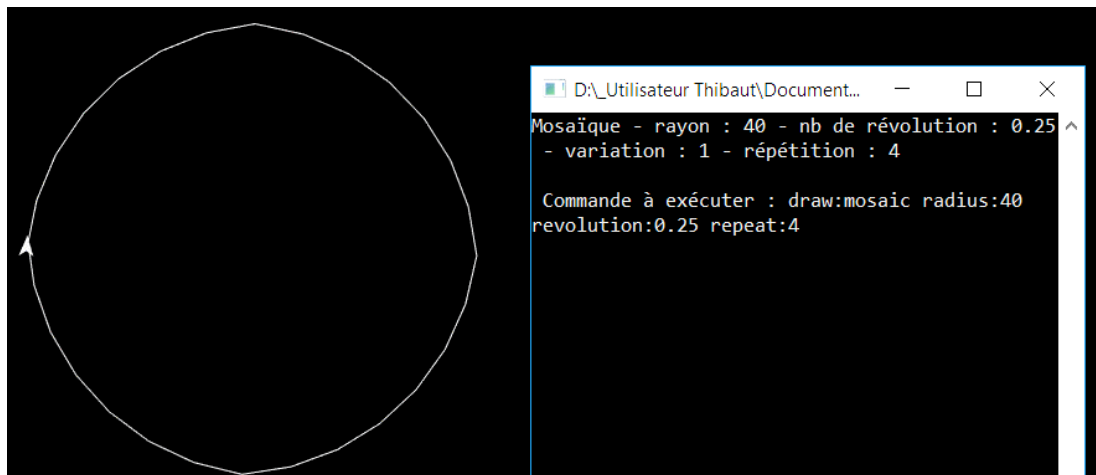 D:\_Utilisateur Thibaut\Document...
Mosaïque - rayon : 40 - nb de révolution : 0.25
- variation : 1 - répétition : 4
Commande à exécuter : draw:mosaic radius:40
revolution:0.25 repeat:4